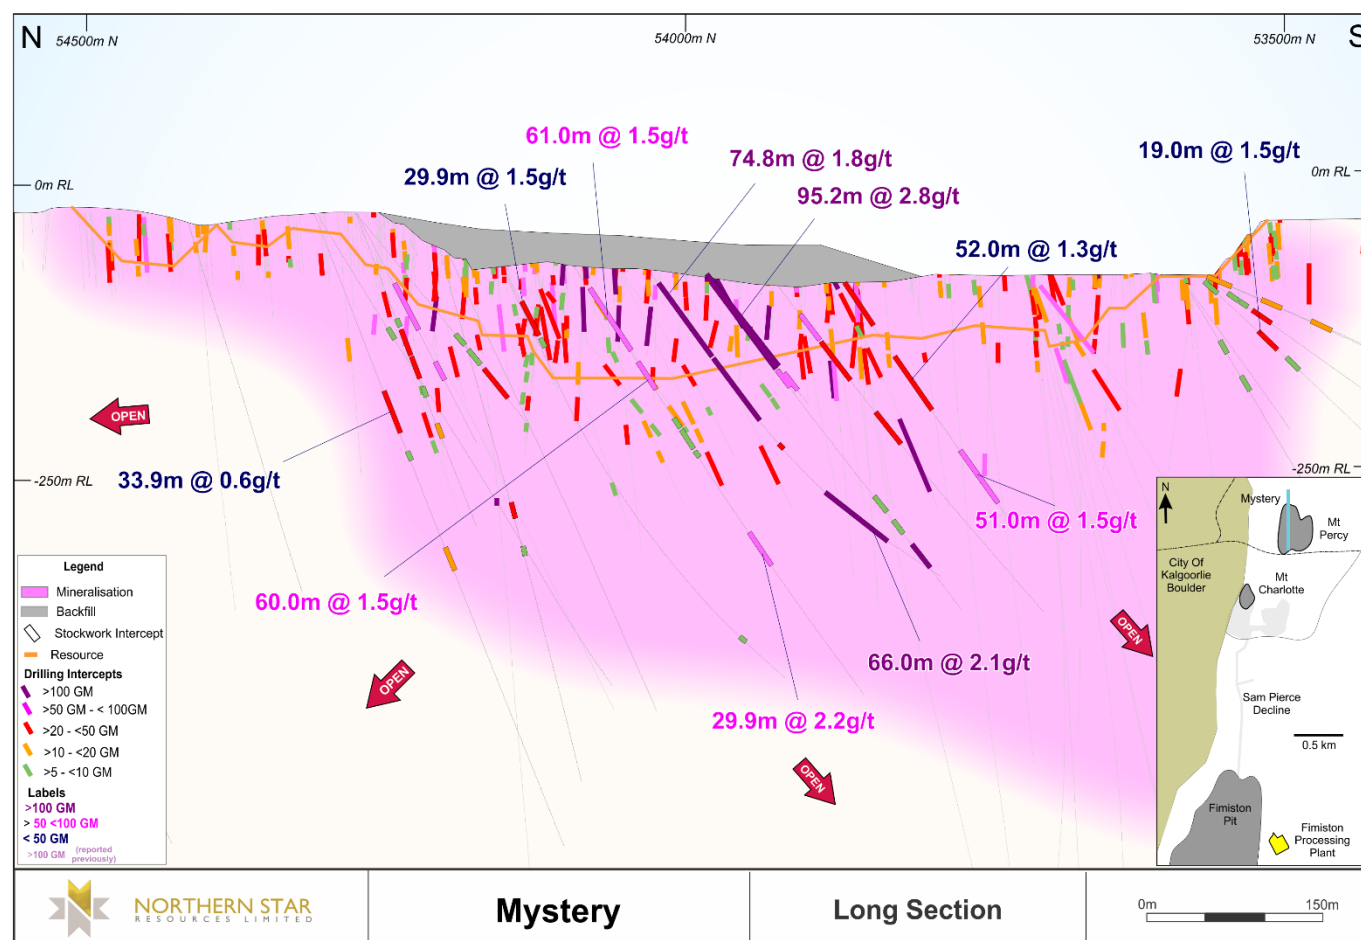 N
54500m N
54000m N
53500m N
S
0m RL
0m RL
61.0m @ 1.5g/t
74.8m @ 1.8g/t
29.9m @ 1.5g/t
95.2m @ 2.8g/t
19.0m @ 1.5g/t
52.0m @ 1.3g/t
OPEN
33.9m @ 0.6g/t
-250m RL
-250m RL
51.0m @ 1.5g/t
60.0m @ 1.5g/t
66.0m @ 2.1g/t
29.9m @ 2.2g/t
OPEN
OPEN
OPEN
Legend
Mineralisation
Backfill
Stockwork Intercept
Resource
Drilling Intercepts
>100 GM
>50 GM - < 100GM
>20 - <50 GM
>10 - <20 GM
>5 - <10 GM
Labels
>100 GM
> 50 <100 GM
< 50 GM
>100 GM (reported
previously)
N
Mystery
Mt
Percy
City Of
Kalgoorlie
Boulder
Mt
Charlotte
Sam Pierce
Decline
0.5 km
Fimiston
Pit
Fimiston
Processing
Plant
NORTHERN STAR
RESOURCES LIMITED
Mystery
Long Section
0m
150m